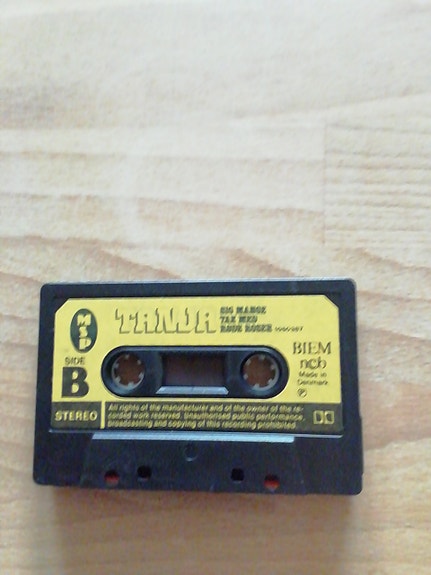 MSP
TANJA
SIG MANGE
TAK MED
RØDE ROSER
SIDE
B
BIEM
ncb
Made in
Denmark
℗
STEREO
All rights of the manufacturer and of the owner of the re-
corded work reserved. Unauthorised public performance,
broadcasting and copying of this recording prohibited.